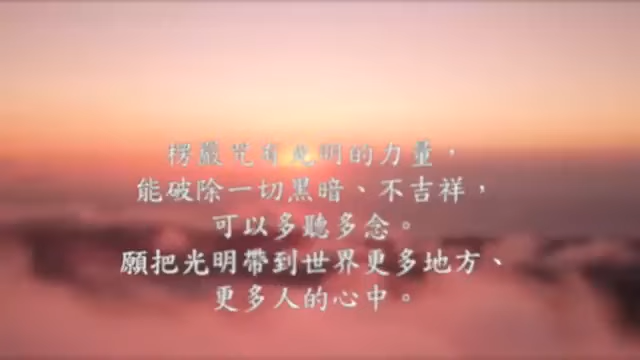 楞嚴咒有光明的力量，
能破除一切黑暗、不吉祥，
可以多聽多念。
願把光明帶到世界更多地方、
更多人的心中。